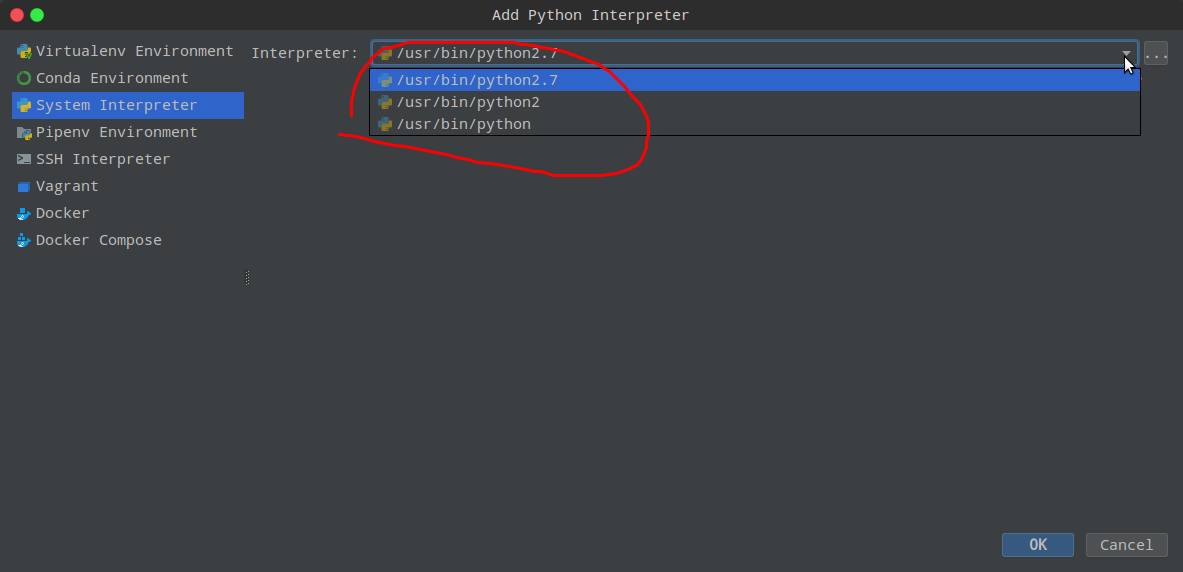 Add Python Interpreter
Virtualenv Environment
Conda Environment
System Interpreter
Pipenv Environment
SSH Interpreter
Vagrant
Docker
Docker Compose
Interpreter: /usr/bin/python2.7
...
/usr/bin/python2.7
/usr/bin/python2
/usr/bin/python
OK Cancel